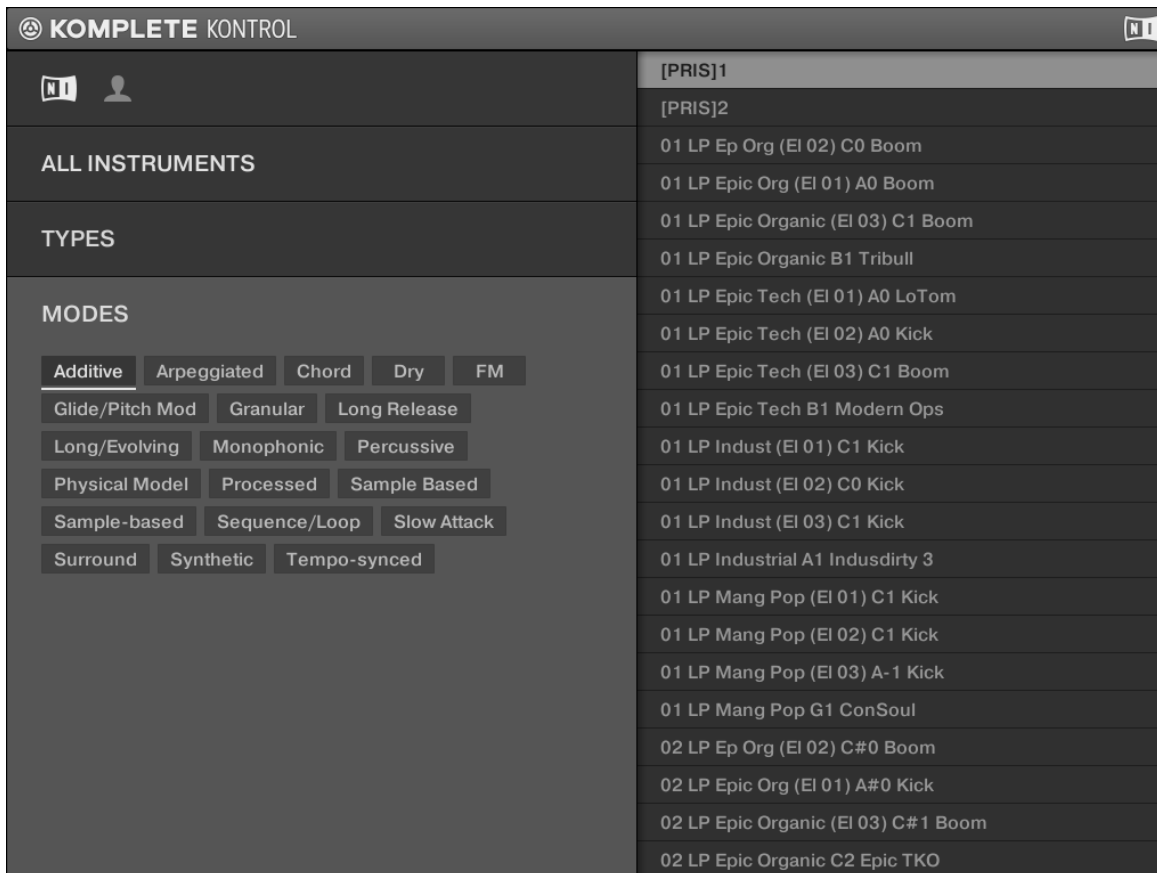 KOMPLETE KONTROL
NI
NI
ALL INSTRUMENTS
TYPES
MODES
Additive Arpeggiated Chord Dry FM
Glide/Pitch Mod Granular Long Release
Long/Evolving Monophonic Percussive
Physical Model Processed Sample Based
Sample-based Sequence/Loop Slow Attack
Surround Synthetic Tempo-synced
[PRIS]1
[PRIS]2
01 LP Ep Org (El 02) C0 Boom
01 LP Epic Org (El 01) A0 Boom
01 LP Epic Organic (El 03) C1 Boom
01 LP Epic Organic B1 Tribull
01 LP Epic Tech (El 01) A0 LoTom
01 LP Epic Tech (El 02) A0 Kick
01 LP Epic Tech (El 03) C1 Boom
01 LP Epic Tech B1 Modern Ops
01 LP Indust (El 01) C1 Kick
01 LP Indust (El 02) C0 Kick
01 LP Indust (El 03) C1 Kick
01 LP Industrial A1 Indusdirty 3
01 LP Mang Pop (El 01) C1 Kick
01 LP Mang Pop (El 02) C1 Kick
01 LP Mang Pop (El 03) A-1 Kick
01 LP Mang Pop G1 ConSoul
02 LP Ep Org (El 02) C#0 Boom
02 LP Epic Org (El 01) A#0 Kick
02 LP Epic Organic (El 03) C#1 Boom
02 LP Epic Organic C2 Epic TKO